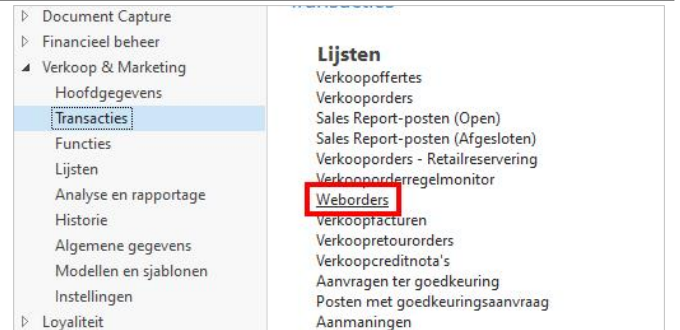 Document Capture
Financieel beheer
Verkoop & Marketing
Hoofdgegevens
Transacties
Functies
Lijsten
Analyse en rapportage
Historie
Algemene gegevens
Modellen en sjablonen
Instellingen
Loyaliteit
Transacties
Lijsten
Verkoopoffertes
Verkooporders
Sales Report-posten (Open)
Sales Report-posten (Afgesloten)
Verkooporders - Retailreservering
Verkooporderregelmonitor
Weborders
Verkoopfacturen
Verkoopretourorders
Verkoopcreditnota's
Aanvragen ter goedkeuring
Posten met goedkeuringsaanvraag
Aanmaningen